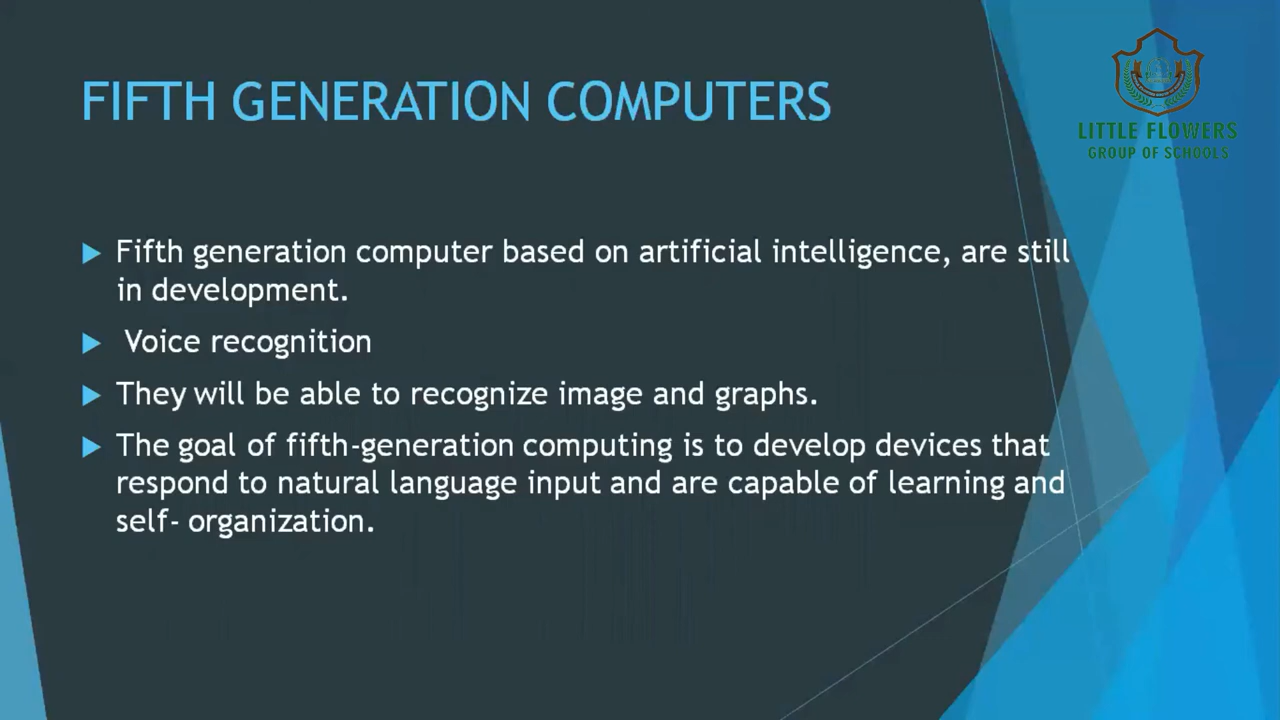 FIFTH GENERATION COMPUTERS
LITTLE FLOWERS
GROUP OF SCHOOLS
Fifth generation computer based on artificial intelligence, are still
in development.
Voice recognition
They will be able to recognize image and graphs.
The goal of fifth-generation computing is to develop devices that
respond to natural language input and are capable of learning and
self- organization.